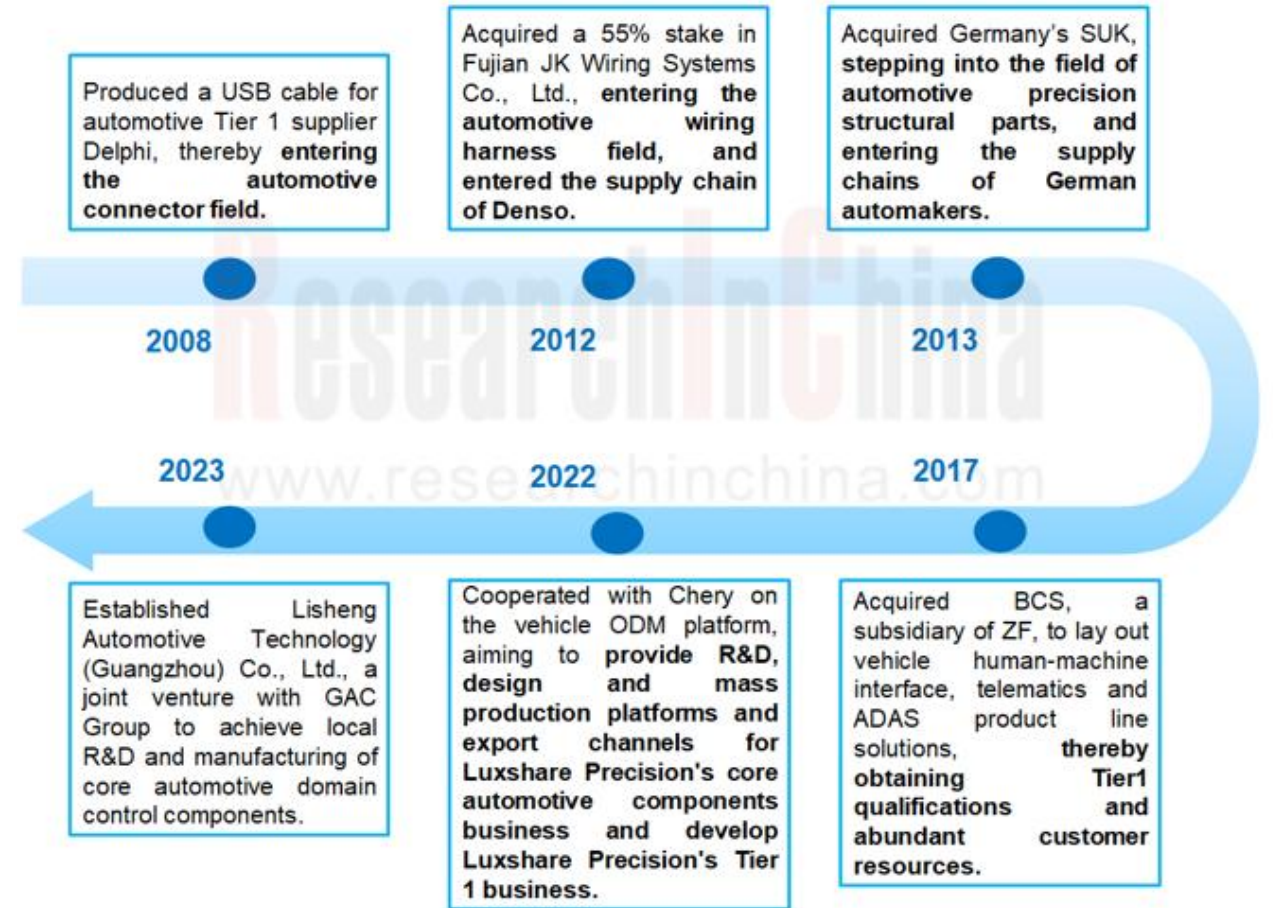 Produced a USB cable for
automotive Tier 1 supplier
Delphi, thereby entering
the automotive
connector field.
Acquired a 55% stake in
Fujian JK Wiring Systems
Co., Ltd., entering the
automotive wiring
harness field, and
entered the supply chain
of Denso.
Acquired Germany's SUK,
stepping into the field of
automotive precision
structural parts, and
entering the supply
chains of German
automakers.
2008
2012
2013
ResearchInChina
www.researchinchina.com
2023
2022
2017
Established Lisheng
Automotive Technology
(Guangzhou) Co., Ltd., a
joint venture with GAC
Group to achieve local
R&D and manufacturing of
core automotive domain
control components.
Cooperated with Chery on
the vehicle ODM platform,
aiming to provide R&D,
design and mass
production platforms and
export channels for
Luxshare Precision's core
automotive components
business and develop
Luxshare Precision's Tier
1 business.
Acquired BCS, a
subsidiary of ZF, to lay out
vehicle human-machine
interface, telematics and
ADAS product line
solutions, thereby
obtaining Tier1
qualifications and
abundant customer
resources.